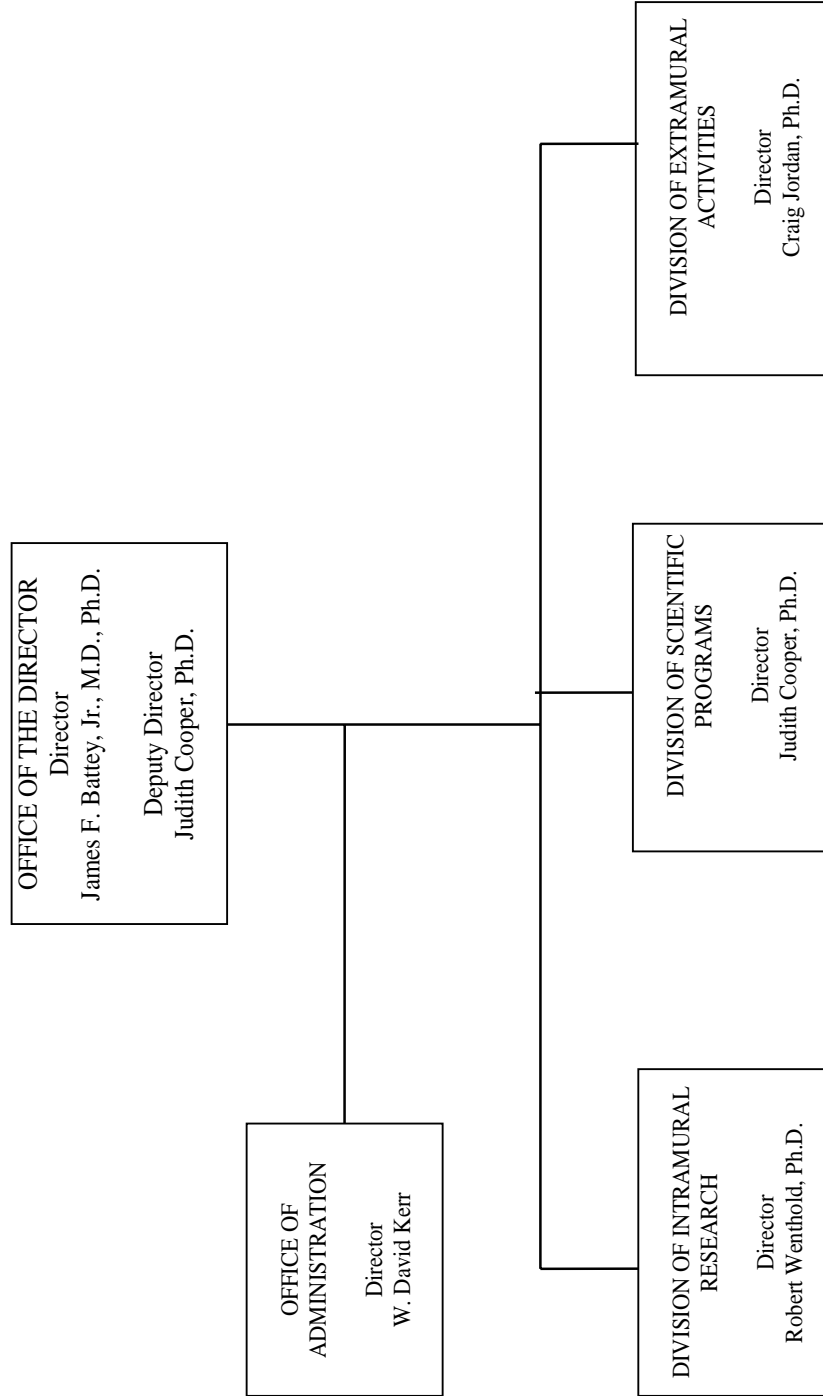 OFFICE OF THE DIRECTOR
Director
James F. Battey, Jr., M.D., Ph.D.
Deputy Director
Judith Cooper, Ph.D.
OFFICE OF
ADMINISTRATION
Director
W. David Kerr
DIVISION OF INTRAMURAL
RESEARCH
Director
Robert Wenthold, Ph.D.
DIVISION OF SCIENTIFIC
PROGRAMS
Director
Judith Cooper, Ph.D.
DIVISION OF EXTRAMURAL
ACTIVITIES
Director
Craig Jordan, Ph.D.